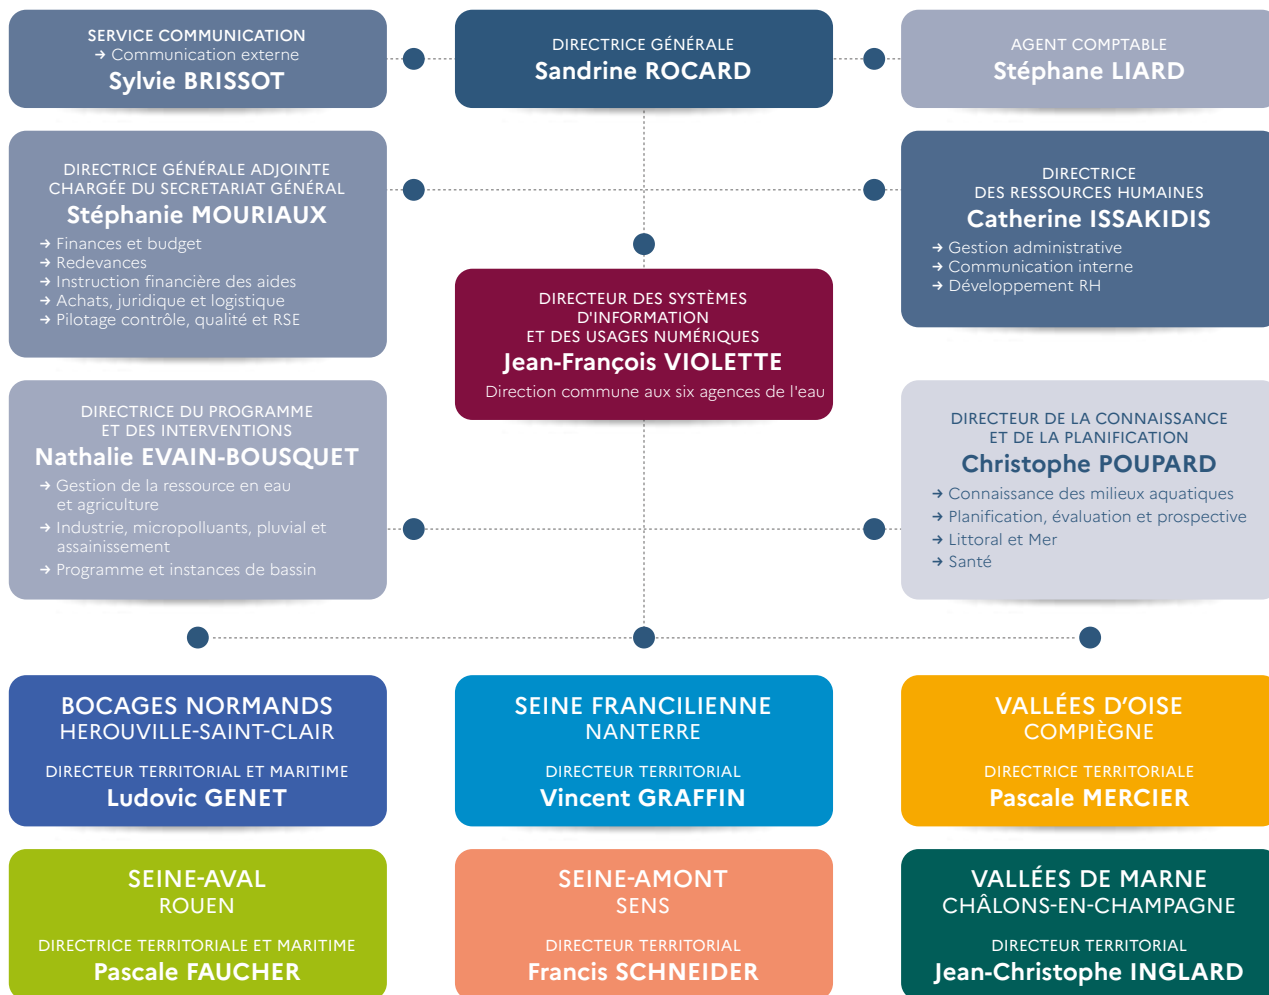 SERVICE COMMUNICATION
→ Communication externe
Sylvie BRISSOT
DIRECTRICE GÉNÉRALE
Sandrine ROCARD
AGENT COMPTABLE
Stéphane LIARD
DIRECTRICE GÉNÉRALE ADJOINTE
CHARGÉE DU SECRETARIAT GÉNÉRAL
Stéphanie MOURIAUX
→ Finances et budget
→ Redevances
→ Instruction financière des aides
→ Achats, juridique et logistique
→ Pilotage contrôle, qualité et RSE
DIRECTEUR DES SYSTÈMES
D'INFORMATION
ET DES USAGES NUMÉRIQUES
Jean-François VIOLETTE
Direction commune aux six agences de l'eau
DIRECTRICE
DES RESSOURCES HUMAINES
Catherine ISSAKIDIS
→ Gestion administrative
→ Communication interne
→ Développement RH
DIRECTRICE DU PROGRAMME
ET DES INTERVENTIONS
Nathalie EVAIN-BOUSQUET
→ Gestion de la ressource en eau
et agriculture
→ Industrie, micropolluants, pluvial et
assainissement
→ Programme et instances de bassin
DIRECTEUR DE LA CONNAISSANCE
ET DE LA PLANIFICATION
Christophe POUPARD
→ Connaissance des milieux aquatiques
→ Planification, évaluation et prospective
→ Littoral et Mer
→ Santé
BOCAGES NORMANDS
HEROUVILLE-SAINT-CLAIR
DIRECTEUR TERRITORIAL ET MARITIME
Ludovic GENET
SEINE FRANCILIENNE
NANTERRE
DIRECTEUR TERRITORIAL
Vincent GRAFFIN
VALLÉES D’OISE
COMPIÈGNE
DIRECTRICE TERRITORIALE
Pascale MERCIER
SEINE-AVAL
ROUEN
DIRECTRICE TERRITORIALE ET MARITIME
Pascale FAUCHER
SEINE-AMONT
SENS
DIRECTEUR TERRITORIAL
Francis SCHNEIDER
VALLÉES DE MARNE
CHÂLONS-EN-CHAMPAGNE
DIRECTEUR TERRITORIAL
Jean-Christophe INGLARD